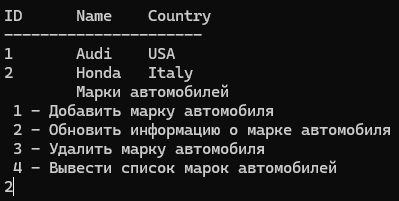 ID      Name    Country
----------------------
1       Audi    USA
2       Honda   Italy
        Марки автомобилей
 1 - Добавить марку автомобиля
 2 - Обновить информацию о марке автомобиля
 3 - Удалить марку автомобиля
 4 - Вывести список марок автомобилей
2